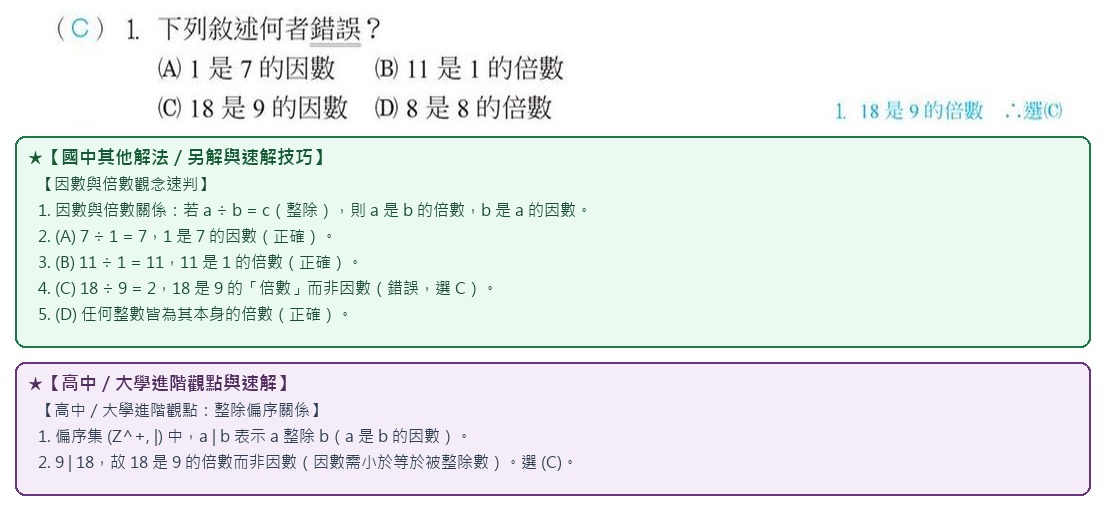 (C) 1. 下列敘述何者錯誤？
(A) 1 是 7 的因數 (B) 11 是 1 的倍數
(C) 18 是 9 的因數 (D) 8 是 8 的倍數
1. 18 是 9 的倍數 ∴選(C)
★【國中其他解法 / 另解與速解技巧】
【因數與倍數觀念速判】
1. 因數與倍數關係：若 a ÷ b = c（整除），則 a 是 b 的倍數，b 是 a 的因數。
2. (A) 7 ÷ 1 = 7，1 是 7 的因數（正確）。
3. (B) 11 ÷ 1 = 11，11 是 1 的倍數（正確）。
4. (C) 18 ÷ 9 = 2，18 是 9 的「倍數」而非因數（錯誤，選 C）。
5. (D) 任何整數皆為其本身的倍數（正確）。
★【高中 / 大學進階觀點與速解】
【高中 / 大學進階觀點：整除偏序關係】
1. 偏序集 (Z^+, |) 中，a | b 表示 a 整除 b（a 是 b 的因數）。
2. 9 | 18，故 18 是 9 的倍數而非因數（因數需小於等於被整除數）。選 (C)。